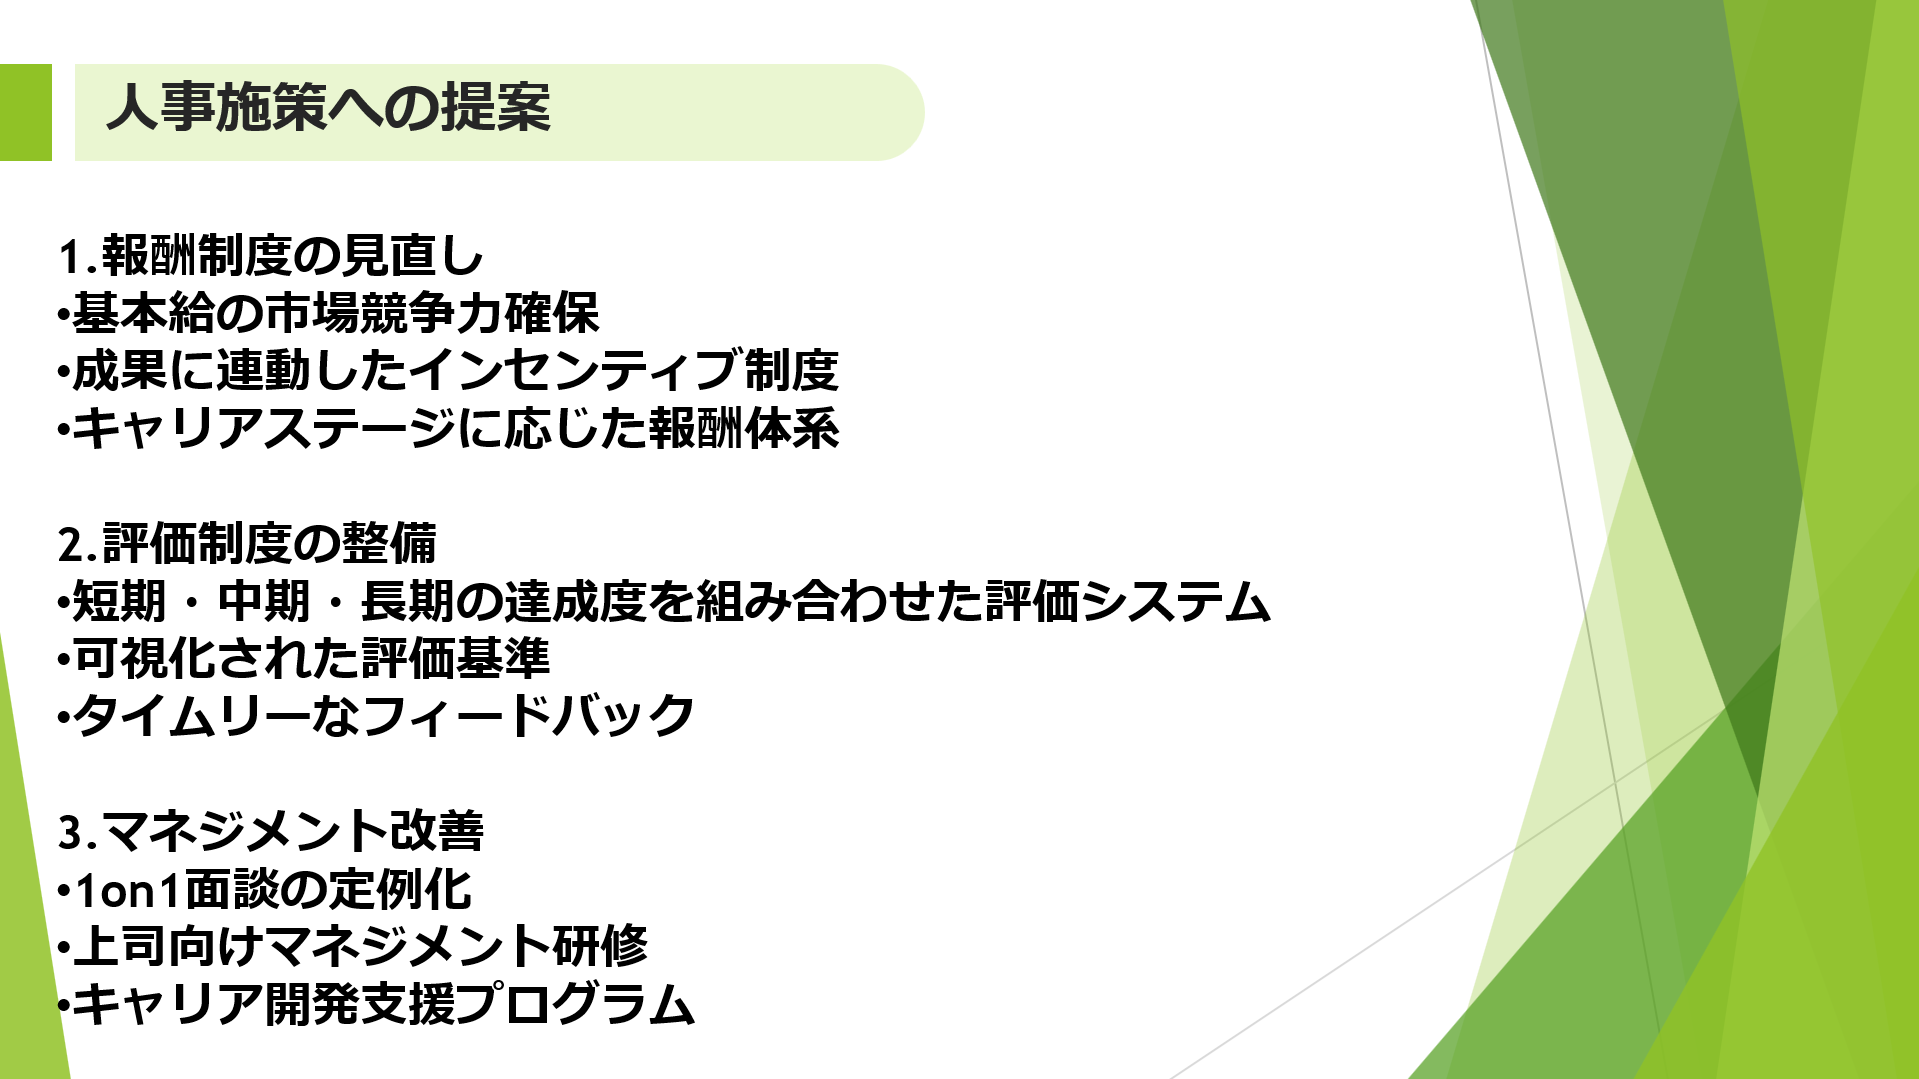 人事施策への提案
1.報酬制度の見直し
•基本給の市場競争力確保
•成果に連動したインセンティブ制度
•キャリアステージに応じた報酬体系
2.評価制度の整備
•短期・中期・長期の達成度を組み合わせた評価システム
•可視化された評価基準
•タイムリーなフィードバック
3.マネジメント改善
•1on1面談の定例化
•上司向けマネジメント研修
•キャリア開発支援プログラム